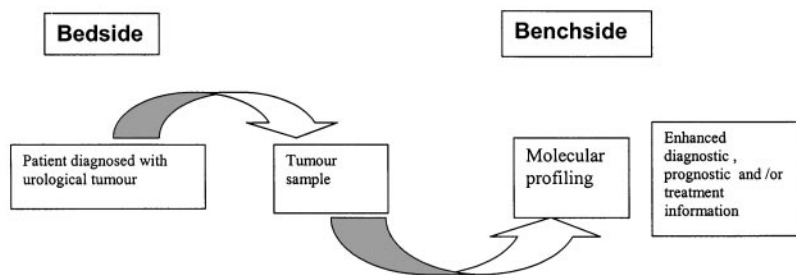 Bedside
Benchside
Patient diagnosed with
urological tumour
Tumour
sample
Molecular
profiling
Enhanced
diagnostic ,
prognostic and /or
treatment
information